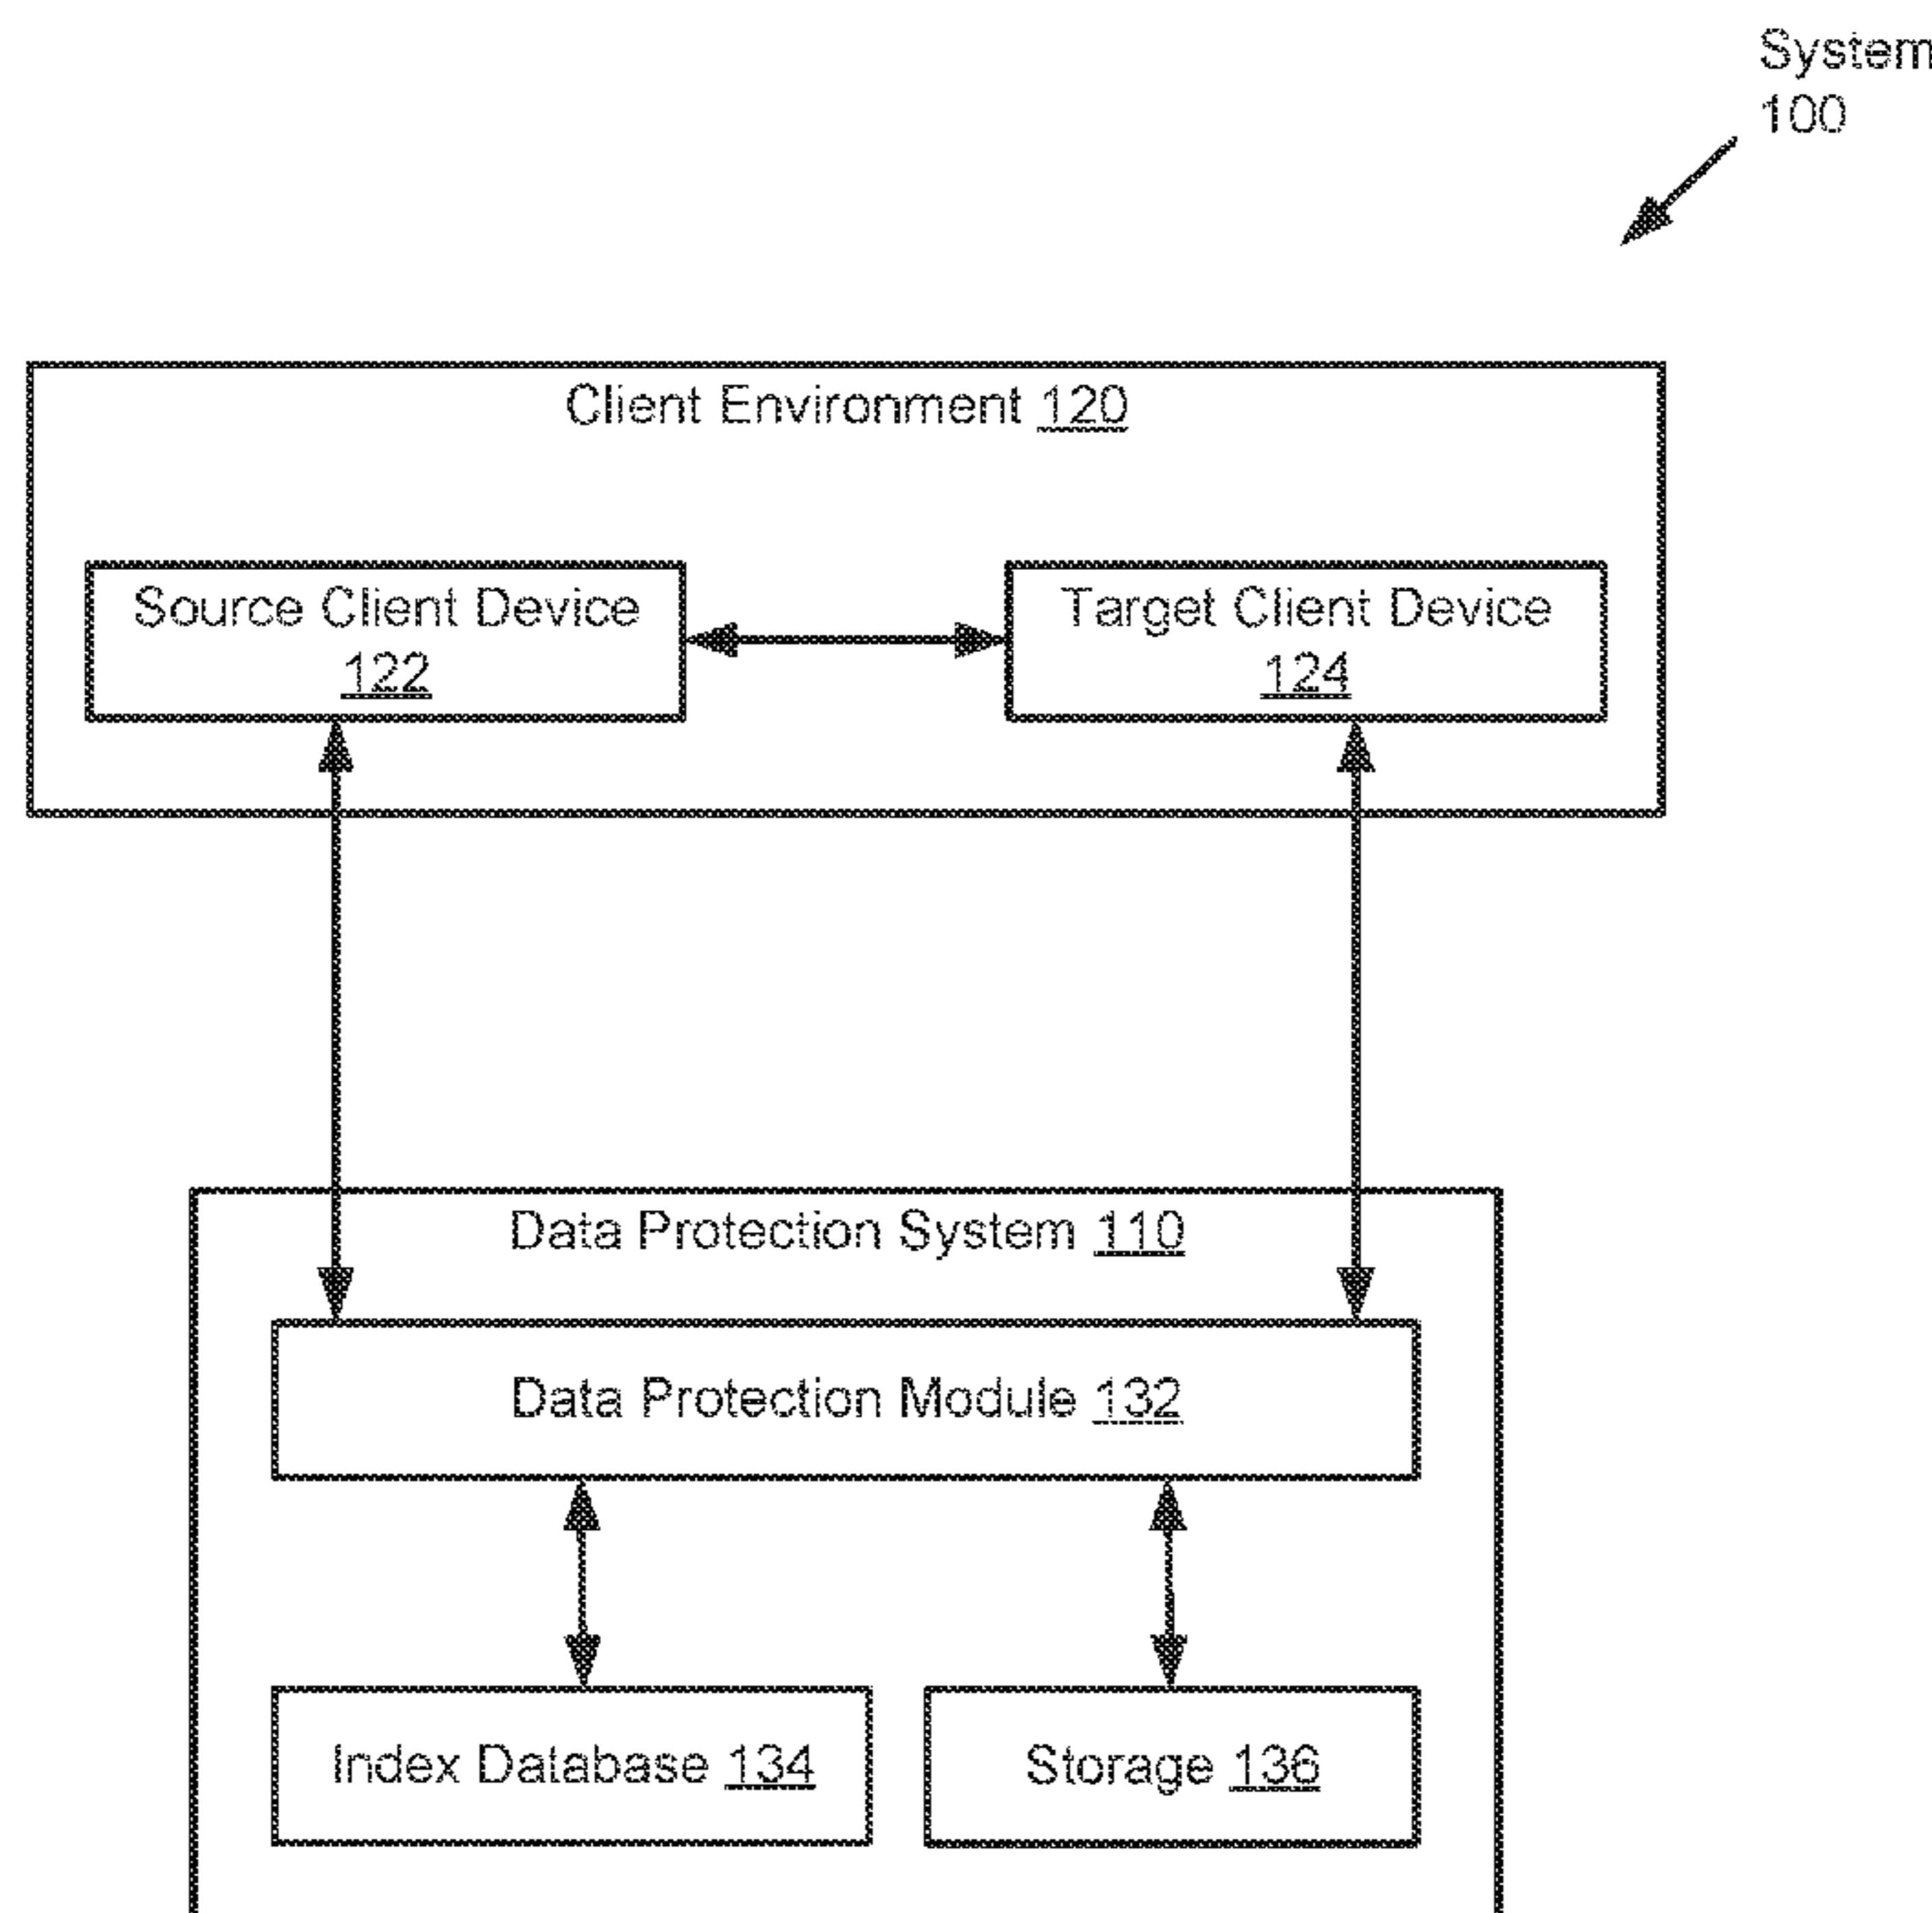 System
100
Client Environment 120
Source Client Device
122
Target Client Device
124
Data Protection System 110
Data Protection Module 132
Index Database 134
Storage 136